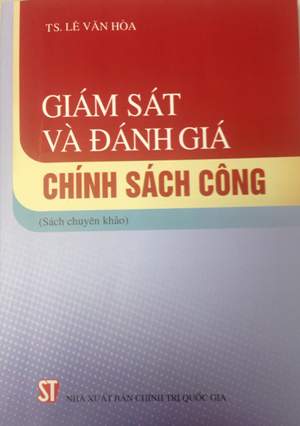 TS. LÊ VĂN HÒA
GIÁM SÁT
VÀ ĐÁNH GIÁ
CHÍNH SÁCH CÔNG
(Sách chuyên khảo)
ST
NHÀ XUẤT BẢN CHÍNH TRỊ QUỐC GIA